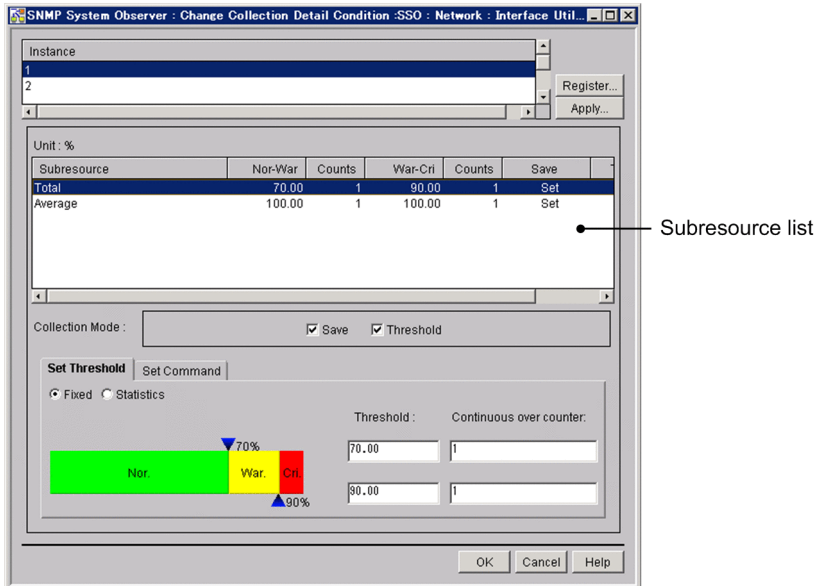 SNMP System Observer : Change Collection Detail Condition :SSO : Network : Interface Util...
Instance
1
2
Register...
Apply...
Unit : %
Subresource Nor-War Counts War-Cri Counts Save
Total 70.00 1 90.00 1 Set
Average 100.00 1 100.00 1 Set
Subresource list
Collection Mode : Save Threshold
Set Threshold Set Command
Fixed Statistics
Threshold : Continuous over counter:
70%
70.00 1
Nor. War. Cri.
90.00 1
90%
OK Cancel Help